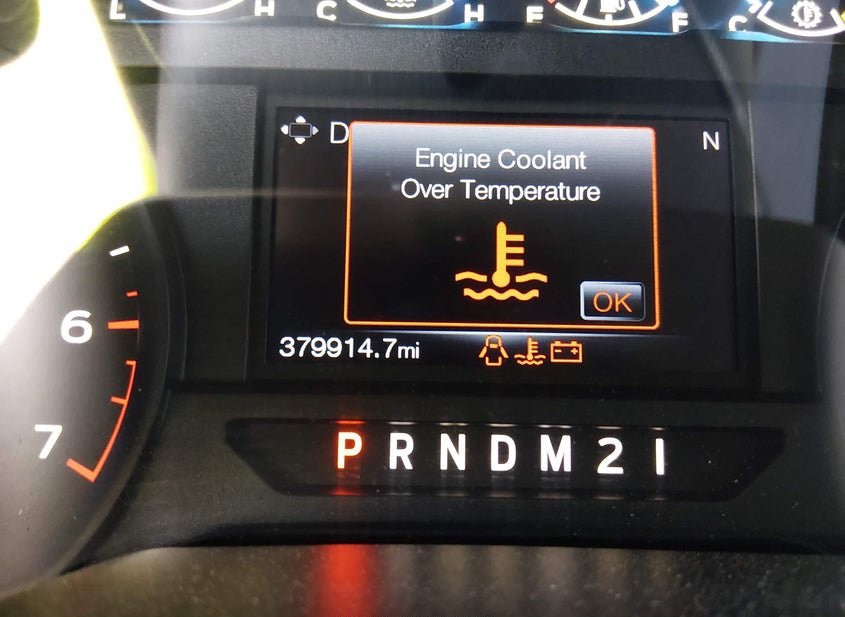 L H C H E F C
D
N
Engine Coolant
Over Temperature
OK
6
379914.7mi
7
P R N D M 2 1